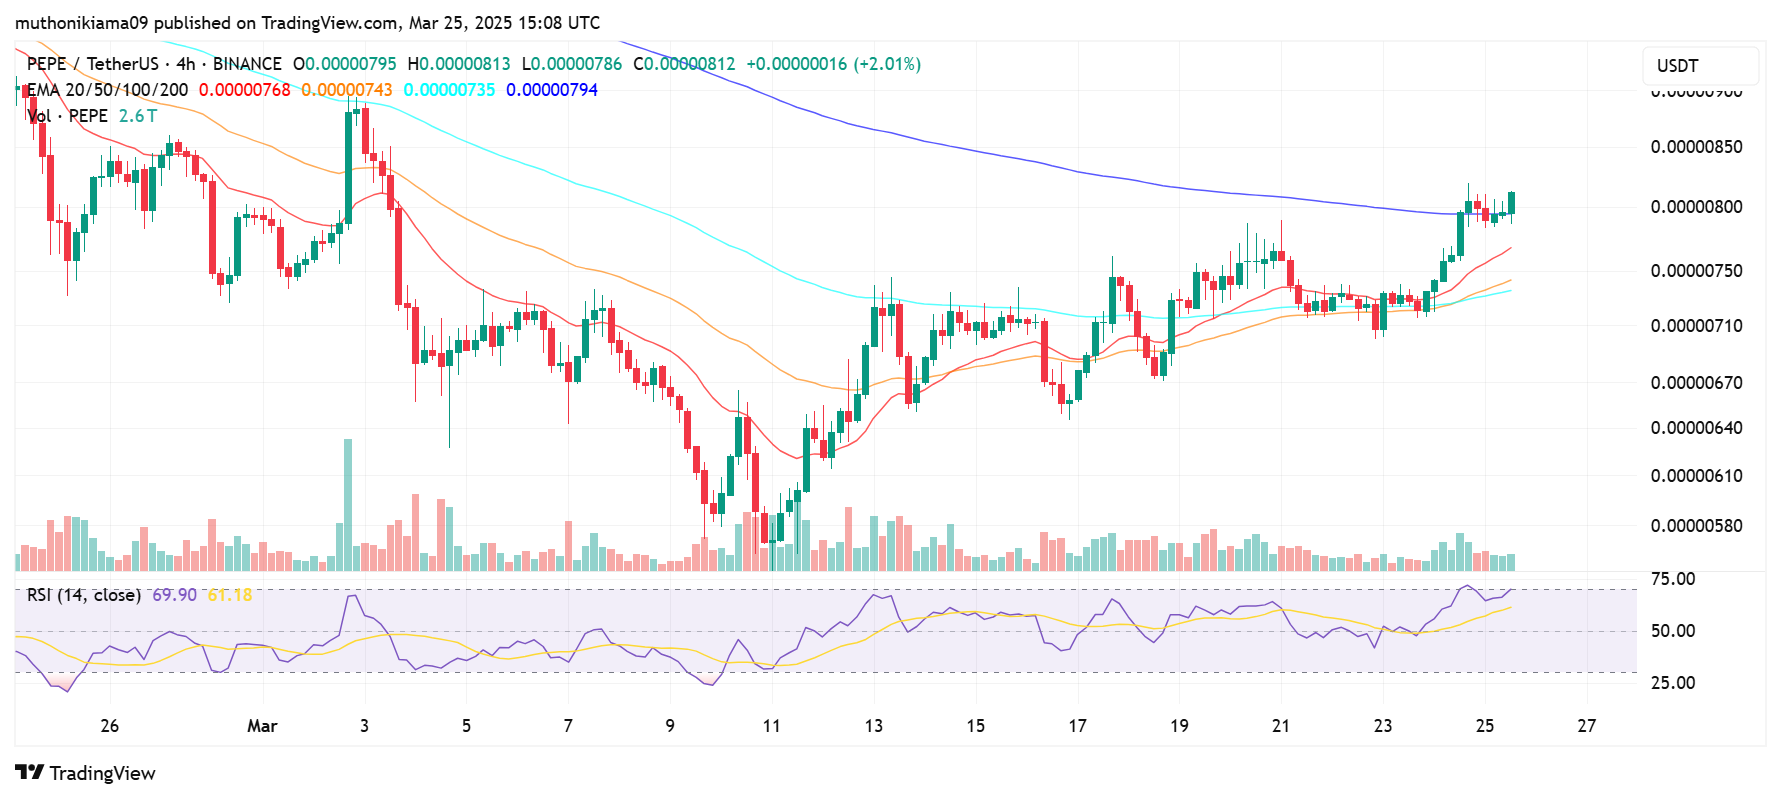 muthonikiama09 published on TradingView.com, Mar 25, 2025 15:08 UTC
PEPE / TetherUS · 4h · BINANCE O0.00000795 H0.00000813 L0.00000786 C0.00000812 +0.00000016 (+2.01%)
EMA 20/50/100/200 0.00000768 0.00000743 0.00000735 0.00000794
Vol · PEPE 2.6T
USDT
0.00000900
0.00000850
0.00000800
0.00000750
0.00000710
0.00000670
0.00000640
0.00000610
0.00000580
RSI (14, close) 69.90 61.18
75.00
50.00
25.00
26 Mar 3 5 7 9 11 13 15 17 19 21 23 25 27
TradingView